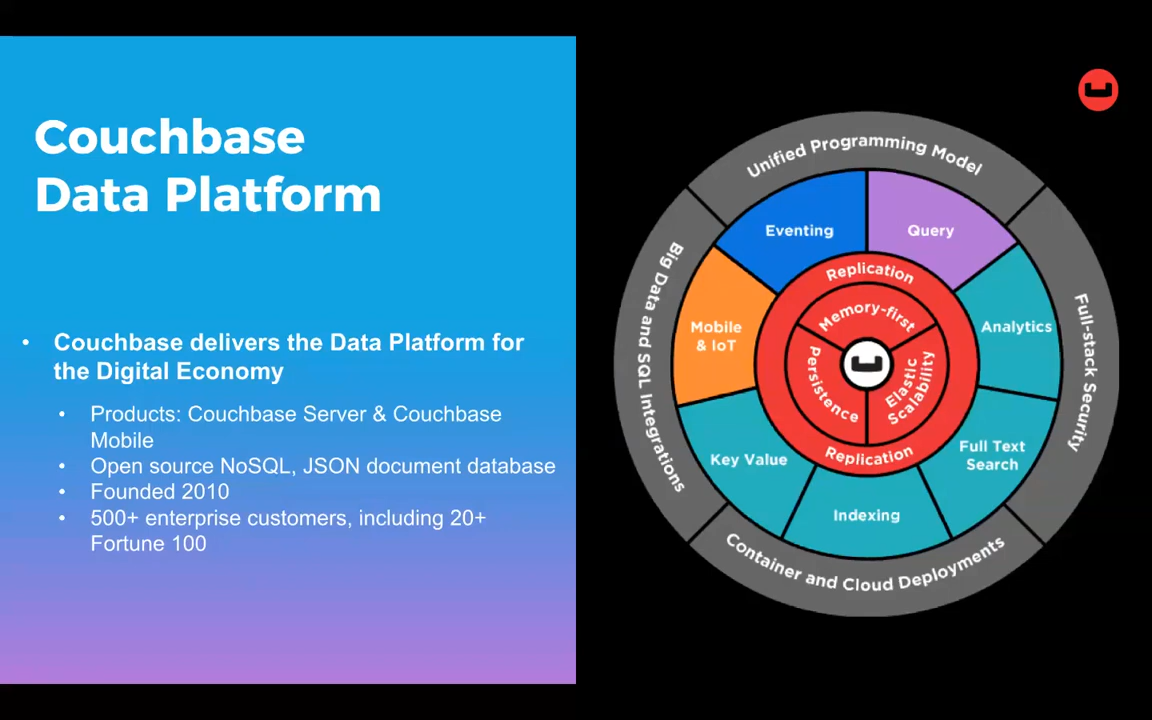 Couchbase
Data Platform
• Couchbase delivers the Data Platform for
the Digital Economy
• Products: Couchbase Server & Couchbase
Mobile
• Open source NoSQL, JSON document database
• Founded 2010
• 500+ enterprise customers, including 20+
Fortune 100
Unified Programming Model
Eventing
Query
Replication
Memory-first
Big Data and SQL Integrations
Mobile
& IoT
Analytics
Full-stack Security
Persistence
Elastic
Scalability
Key Value
Replication
Full Text
Search
Indexing
Container and Cloud Deployments